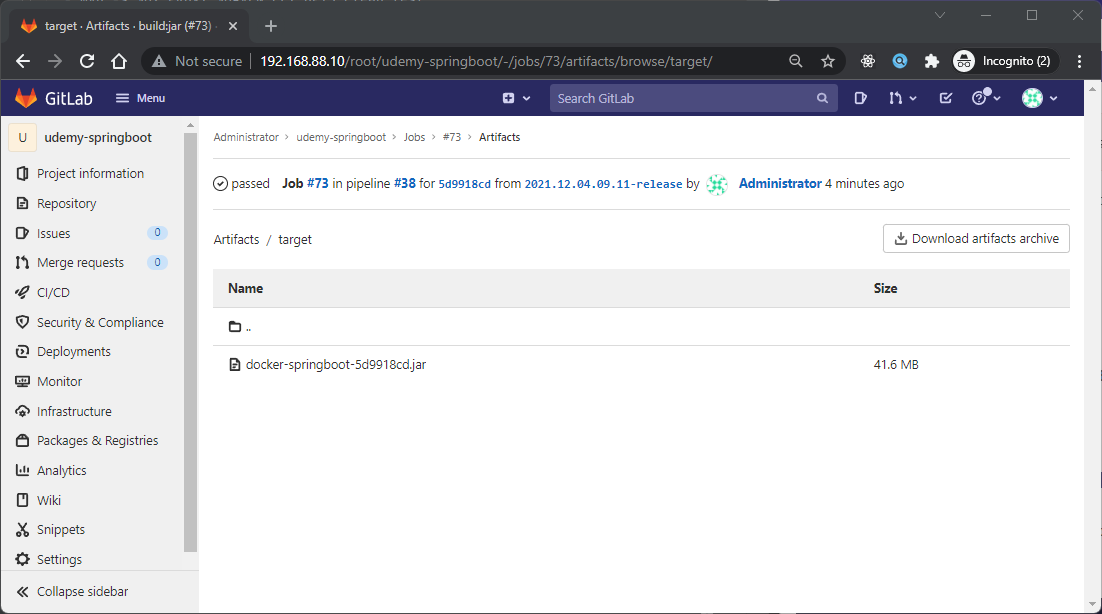 target · Artifacts · build:jar (#73) ·
Not secure 192.168.88.10/root/udemy-springboot/-/jobs/73/artifacts/browse/target/ Incognito (2)
GitLab Menu Search GitLab
U udemy-springboot
Project information
Repository
Issues 0
Merge requests 0
CI/CD
Security & Compliance
Deployments
Monitor
Infrastructure
Packages & Registries
Analytics
Wiki
Snippets
Settings
Collapse sidebar
Administrator › udemy-springboot › Jobs › #73 › Artifacts
passed Job #73 in pipeline #38 for 5d9918cd from 2021.12.04.09.11-release by Administrator 4 minutes ago
Artifacts / target Download artifacts archive
Name Size
..
docker-springboot-5d9918cd.jar 41.6 MB